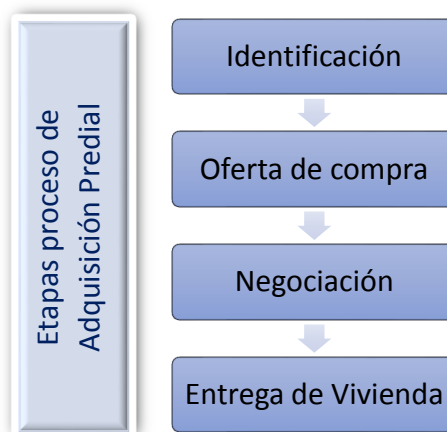 Etapas proceso de
Adquisición Predial
Identificación
Oferta de compra
Negociación
Entrega de Vivienda